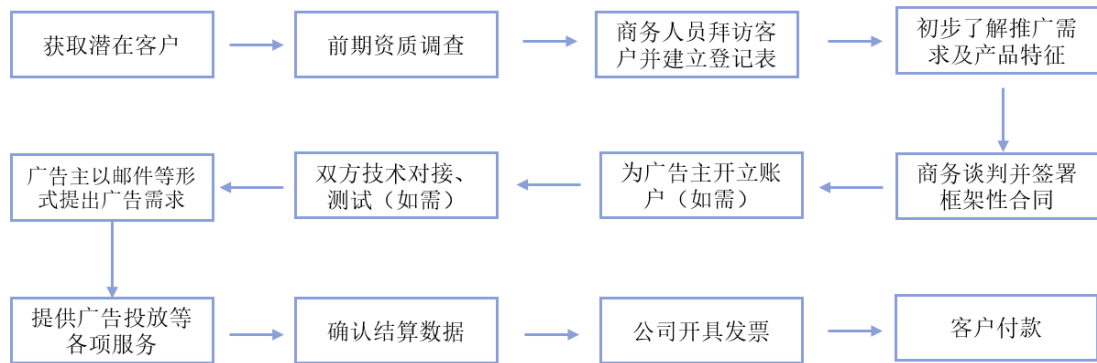 获取潜在客户
前期资质调查
商务人员拜访客
户并建立登记表
初步了解推广需
求及产品特征
商务谈判并签署
框架性合同
为广告主开立账
户（如需）
双方技术对接、
测试（如需）
广告主以邮件等形
式提出广告需求
提供广告投放等
各项服务
确认结算数据
公司开具发票
客户付款